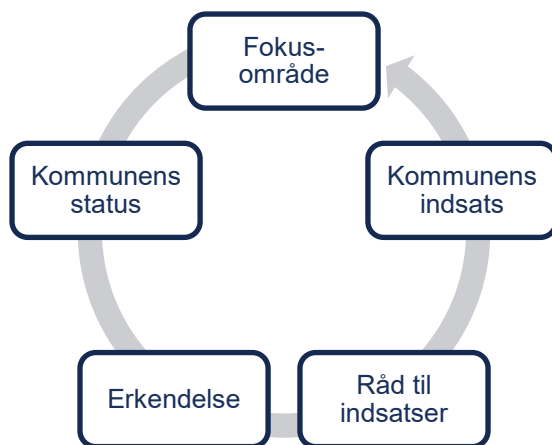 Fokus-
område
Kommunens
status
Kommunens
indsats
Erkendelse
Råd til
indsatser